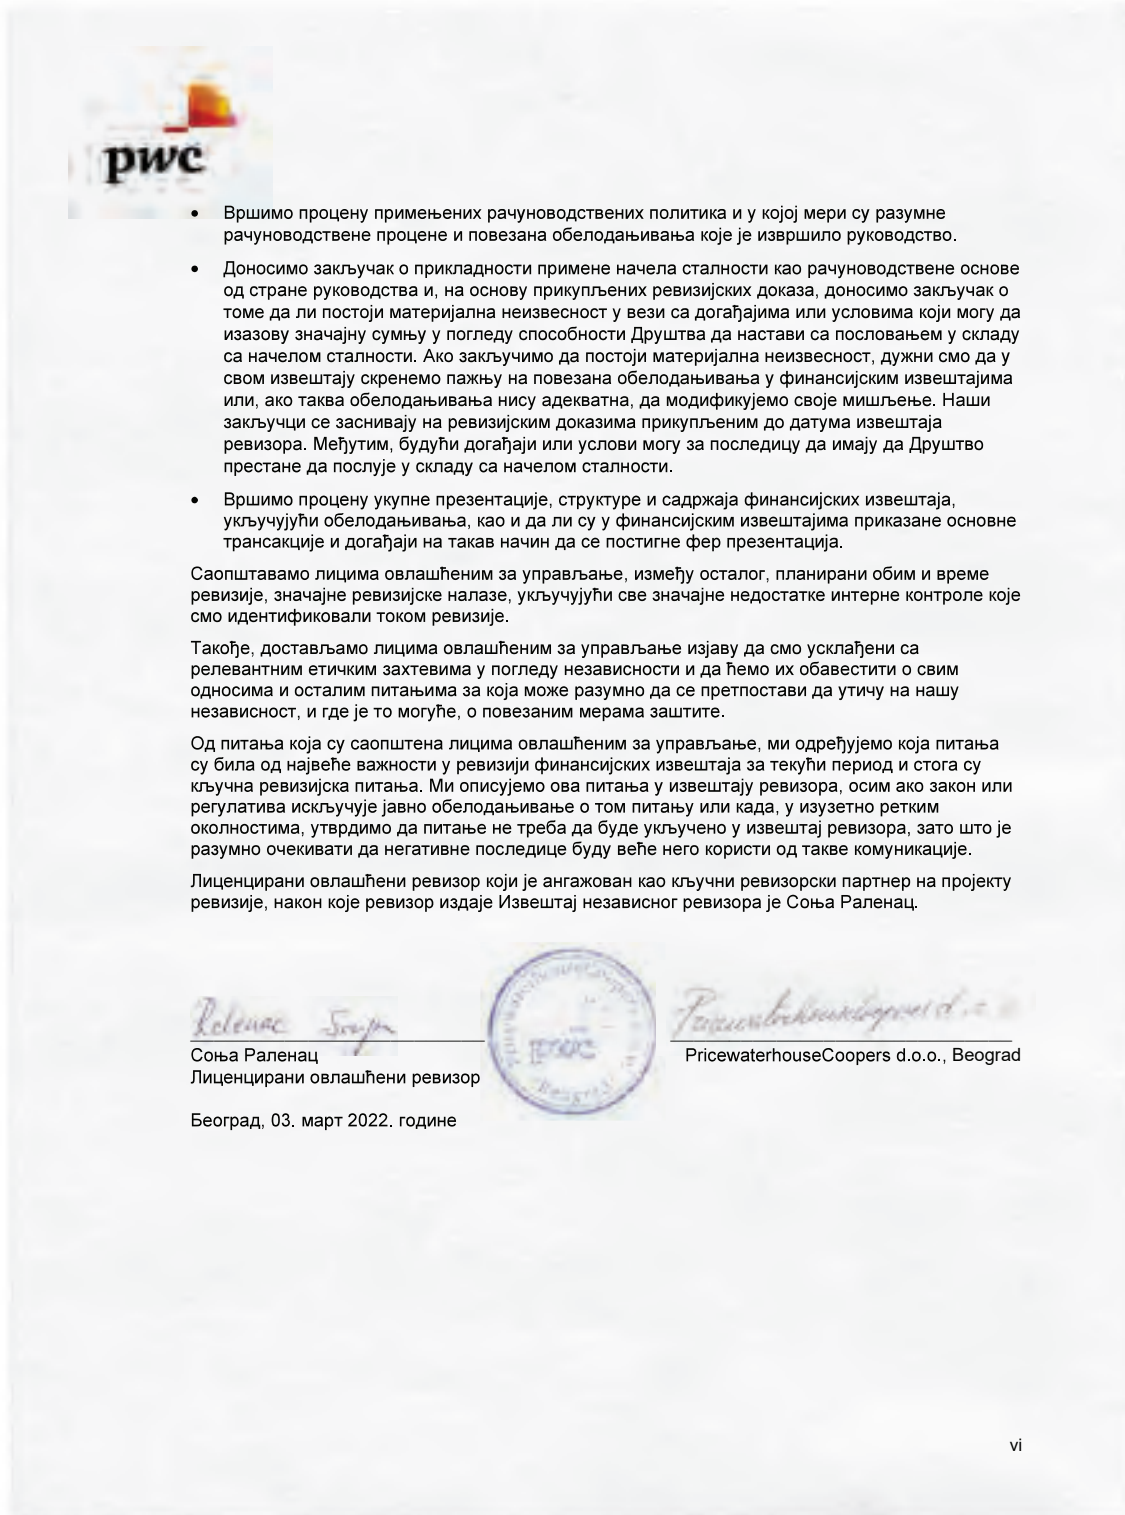 pwc
• Вршимо процену примењених рачуноводствених политика и у којој мери су разумне
рачуноводствене процене и повезана обелодањивања које је извршило руководство.
• Доносимо закључак о прикладности примене начела сталности као рачуноводствене основе
од стране руководства и, на основу прикупљених ревизијских доказа, доносимо закључак о
томе да ли постоји материјална неизвесност у вези са догађајима или условима који могу да
изазову значајну сумњу у погледу способности Друштва да настави са пословањем у складу
са начелом сталности. Ако закључимо да постоји материјална неизвесност, дужни смо да у
свом извештају скренемо пажњу на повезана обелодањивања у финансијским извештајима
или, ако таква обелодањивања нису адекватна, да модификујемо своје мишљење. Наши
закључци се заснивају на ревизијским доказима прикупљеним до датума извештаја
ревизора. Међутим, будући догађаји или услови могу за последицу да имају да Друштво
престане да послује у складу са начелом сталности.
• Вршимо процену укупне презентације, структуре и садржаја финансијских извештаја,
укључујући обелодањивања, као и да ли су у финансијским извештајима приказане основне
трансакције и догађаји на такав начин да се постигне фер презентација.
Саопштавамо лицима овлашћеним за управљање, између осталог, планирани обим и време
ревизије, значајне ревизијске налазе, укључујући све значајне недостатке интерне контроле које
смо идентификовали током ревизије.
Такође, достављамо лицима овлашћеним за управљање изјаву да смо усклађени са
релевантним етичким захтевима у погледу независности и да ћемо их обавестити о свим
односима и осталим питањима за која може разумно да се претпостави да утичу на нашу
независност, и где је то могуће, о повезаним мерама заштите.
Од питања која су саопштена лицима овлашћеним за управљање, ми одређујемо која питања
су била од највеће важности у ревизији финансијских извештаја за текући период и стога су
кључна ревизијска питања. Ми описујемо ова питања у извештају ревизора, осим ако закон или
регулатива искључује јавно обелодањивање о том питању или када, у изузетно ретким
околностима, утврдимо да питање не треба да буде укључено у извештај ревизора, зато што је
разумно очекивати да негативне последице буду веће него користи од такве комуникације.
Лиценцирани овлашћени ревизор који је ангажован као кључни ревизорски партнер на пројекту
ревизије, након које ревизор издаје Извештај независног ревизора је Соња Раленац.
pwc
Beograd
Соња Раленац
PricewaterhouseCoopers d.o.o., Beograd
Лиценцирани овлашћени ревизор
Београд, 03. март 2022. године
vi